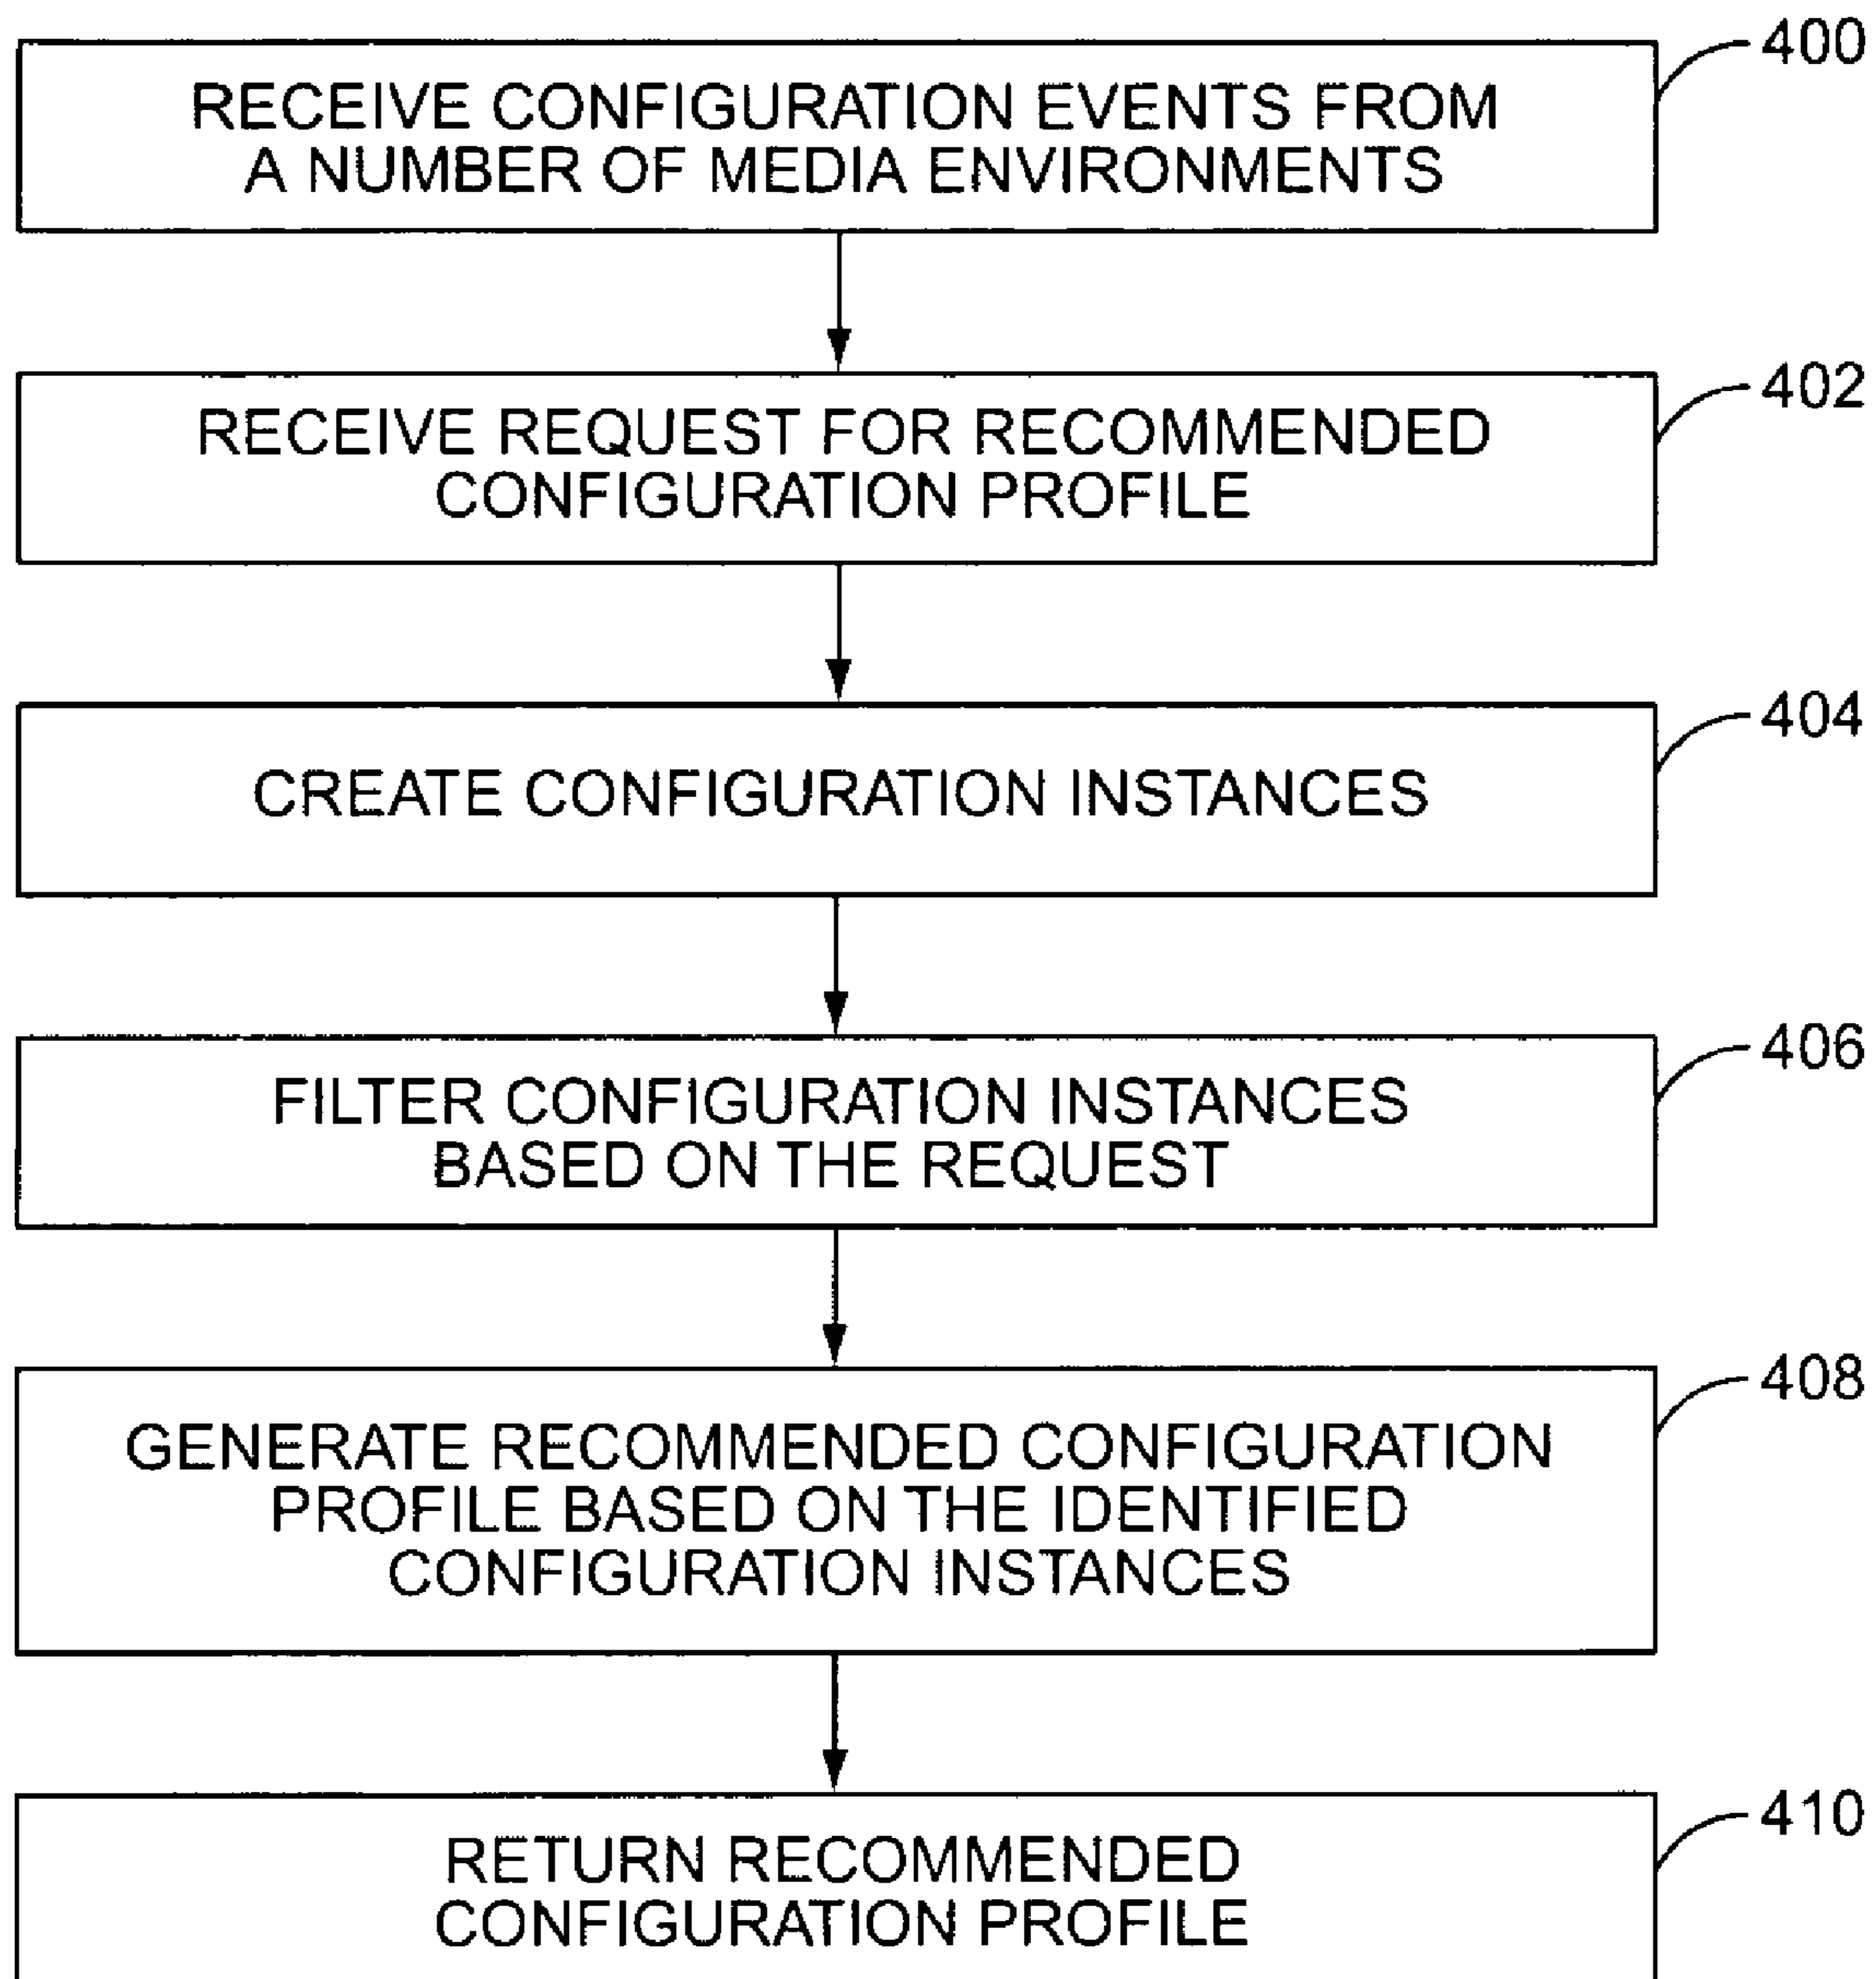 400
RECEIVE CONFIGURATION EVENTS FROM
A NUMBER OF MEDIA ENVIRONMENTS
402
RECEIVE REQUEST FOR RECOMMENDED
CONFIGURATION PROFILE
404
CREATE CONFIGURATION INSTANCES
406
FILTER CONFIGURATION INSTANCES
BASED ON THE REQUEST
408
GENERATE RECOMMENDED CONFIGURATION
PROFILE BASED ON THE IDENTIFIED
CONFIGURATION INSTANCES
410
RETURN RECOMMENDED
CONFIGURATION PROFILE